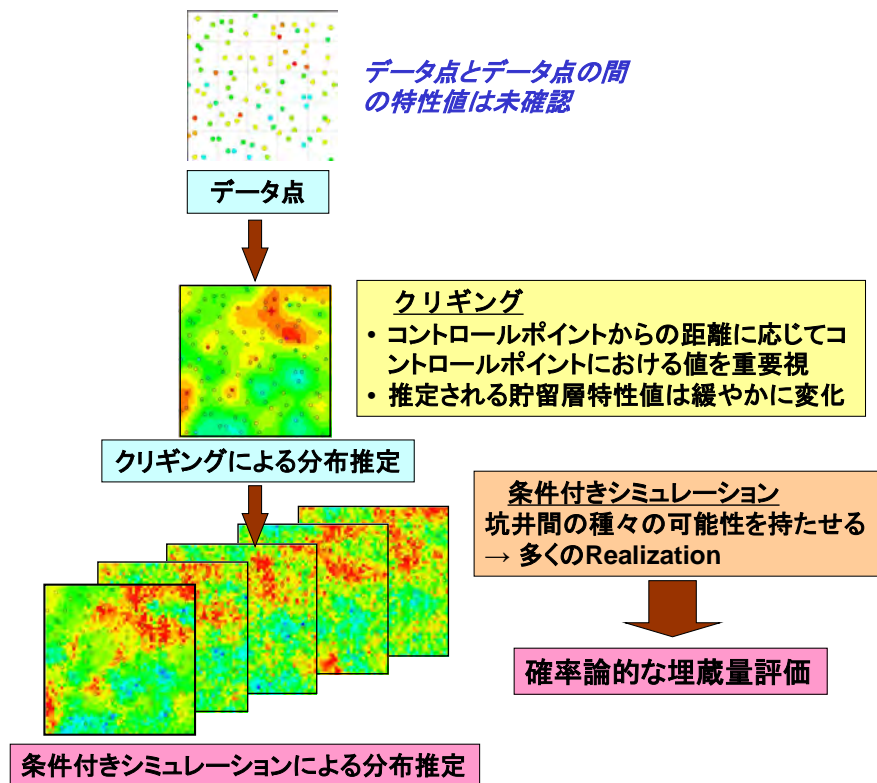 データ点とデータ点の間
の特性値は未確認
データ点
クリギング
• コントロールポイントからの距離に応じてコ
ントロールポイントにおける値を重要視
• 推定される貯留層特性値は緩やかに変化
クリギングによる分布推定
条件付きシミュレーション
坑井間の種々の可能性を持たせる
→ 多くのRealization
確率論的な埋蔵量評価
条件付きシミュレーションによる分布推定